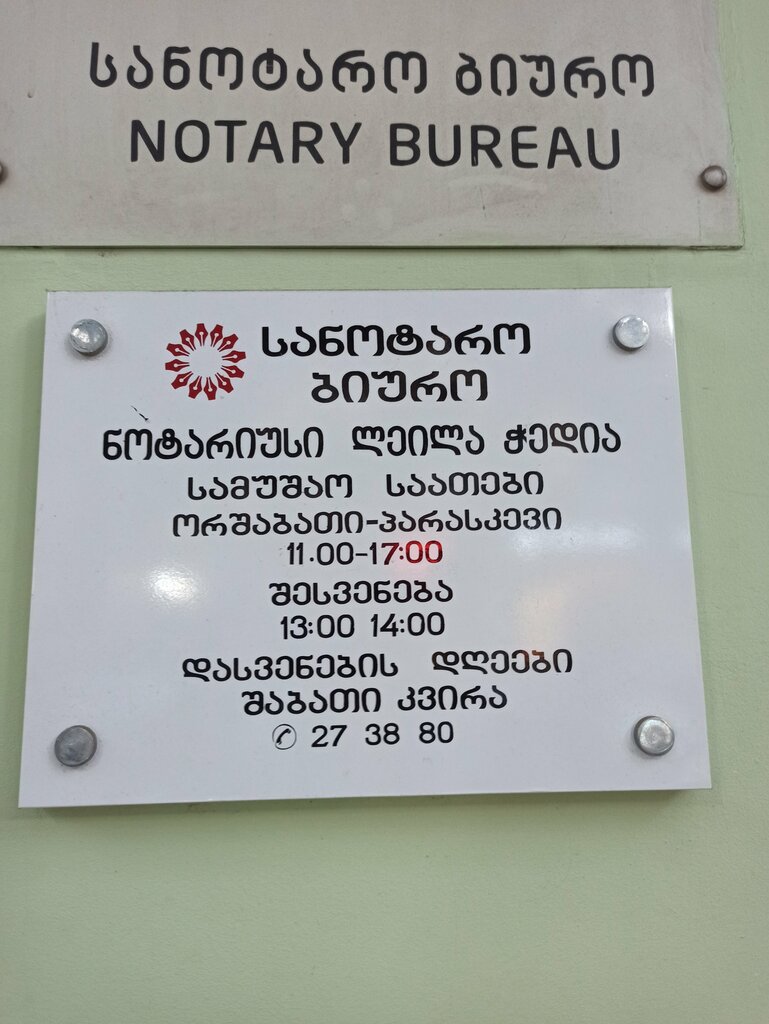 სანოტარო ბიურო
NOTARY BUREAU
სანოტარო
ბიურო
ნოტარიუსი ლეილა ჭედია
სამუშაო საათები
ორშაბათი-პარასკევი
11.00-17:00
შესვენება
13:00 14:00
დასვენების დღეები
შაბათი კვირა
✆ 27 38 80